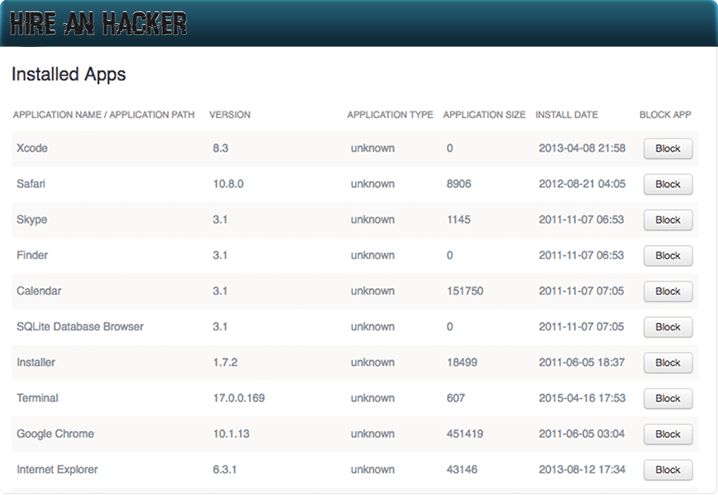 HIRE AN HACKER
Installed Apps
APPLICATION NAME / APPLICATION PATH VERSION APPLICATION TYPE APPLICATION SIZE INSTALL DATE BLOCK APP
Xcode 8.3 unknown 0 2013-04-08 21:58 Block
Safari 10.8.0 unknown 8906 2012-08-21 04:05 Block
Skype 3.1 unknown 1145 2011-11-07 06:53 Block
Finder 3.1 unknown 0 2011-11-07 06:53 Block
Calendar 3.1 unknown 151750 2011-11-07 07:05 Block
SQLite Database Browser 3.1 unknown 0 2011-11-07 07:05 Block
Installer 1.7.2 unknown 18499 2011-06-05 18:37 Block
Terminal 17.0.0.169 unknown 607 2015-04-16 17:53 Block
Google Chrome 10.1.13 unknown 451419 2011-06-05 03:04 Block
Internet Explorer 6.3.1 unknown 43146 2013-08-12 17:34 Block